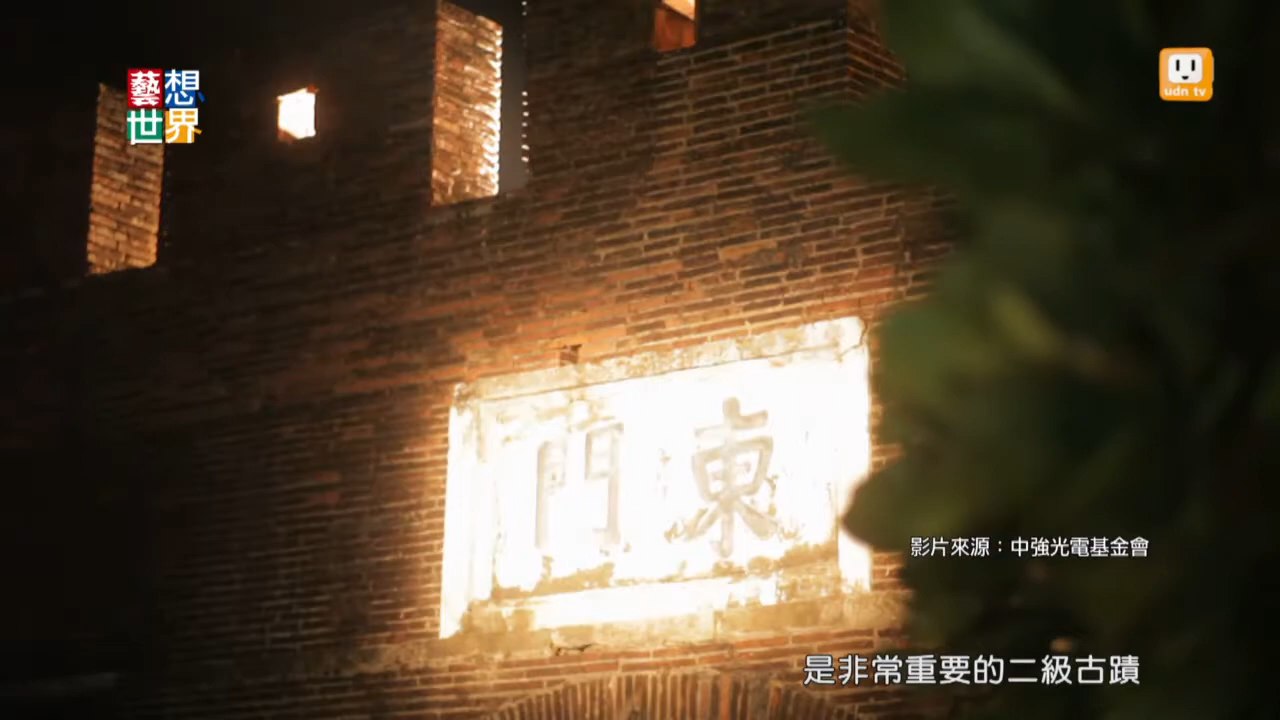 藝想
世界
udn tv
東門
影片來源：中強光電基金會
是非常重要的二級古蹟